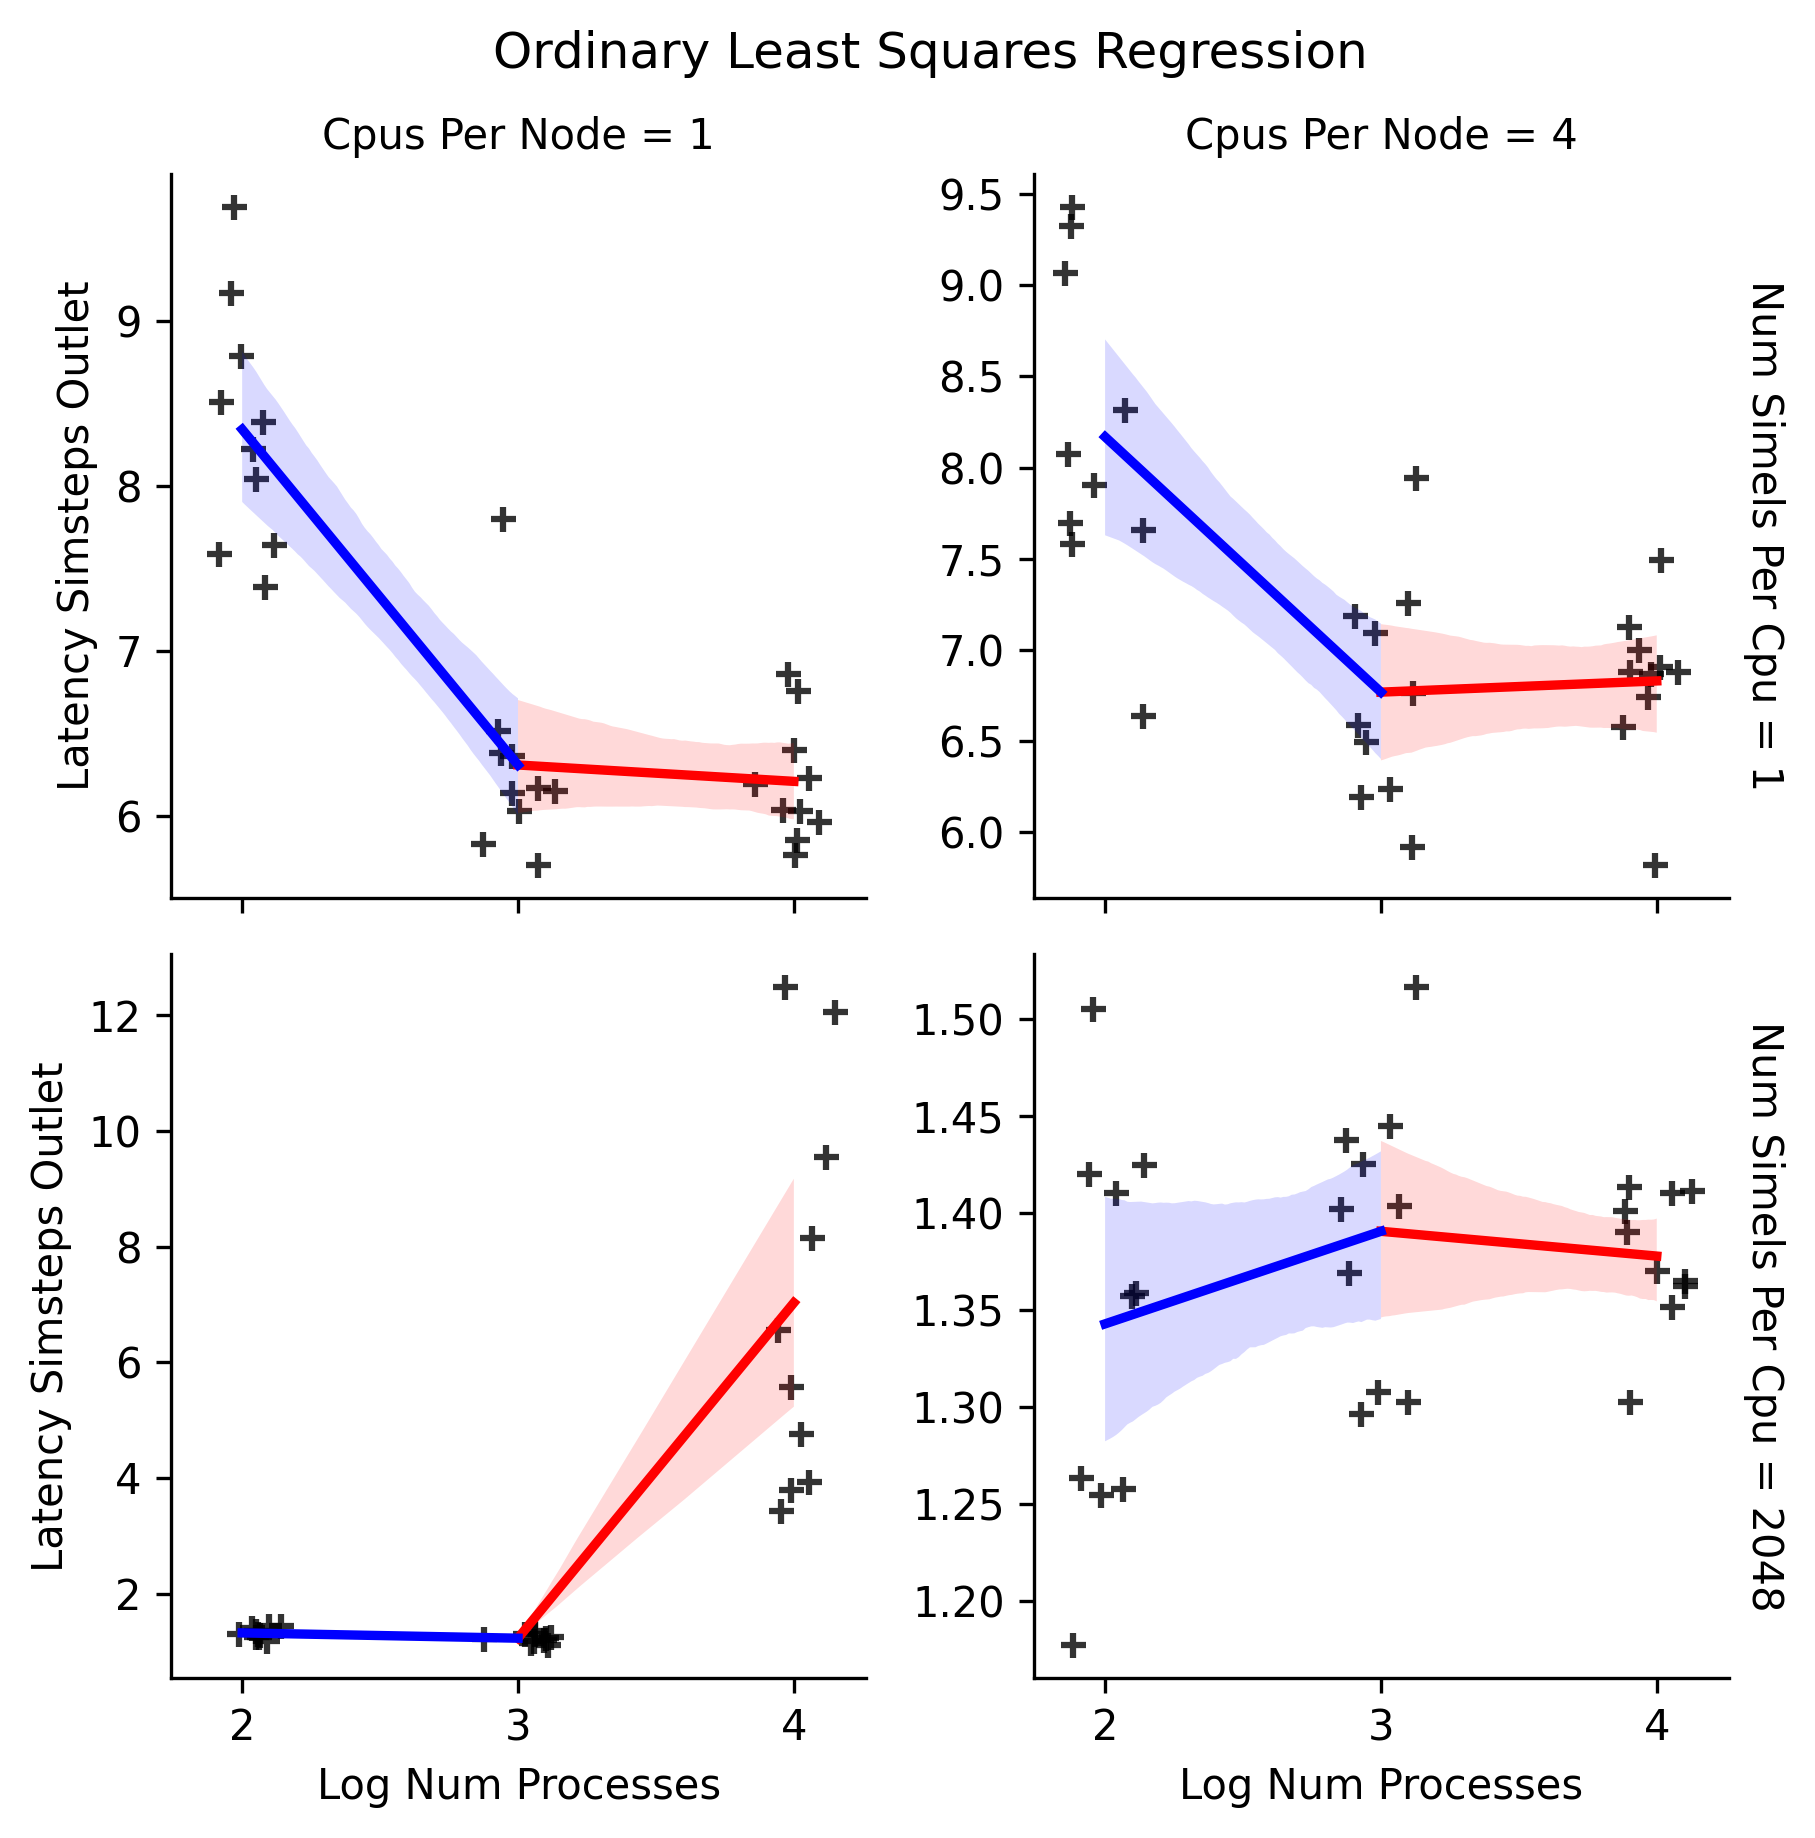 Ordinary Least Squares Regression
Cpus Per Node = 1
Cpus Per Node = 4
Latency Simsteps Outlet
9
8
7
6
9.5
9.0
8.5
8.0
7.5
7.0
6.5
6.0
Num Simels Per Cpu = 1
Latency Simsteps Outlet
12
10
8
6
4
2
1.50
1.45
1.40
1.35
1.30
1.25
1.20
Num Simels Per Cpu = 2048
2 3 4
2 3 4
Log Num Processes
Log Num Processes